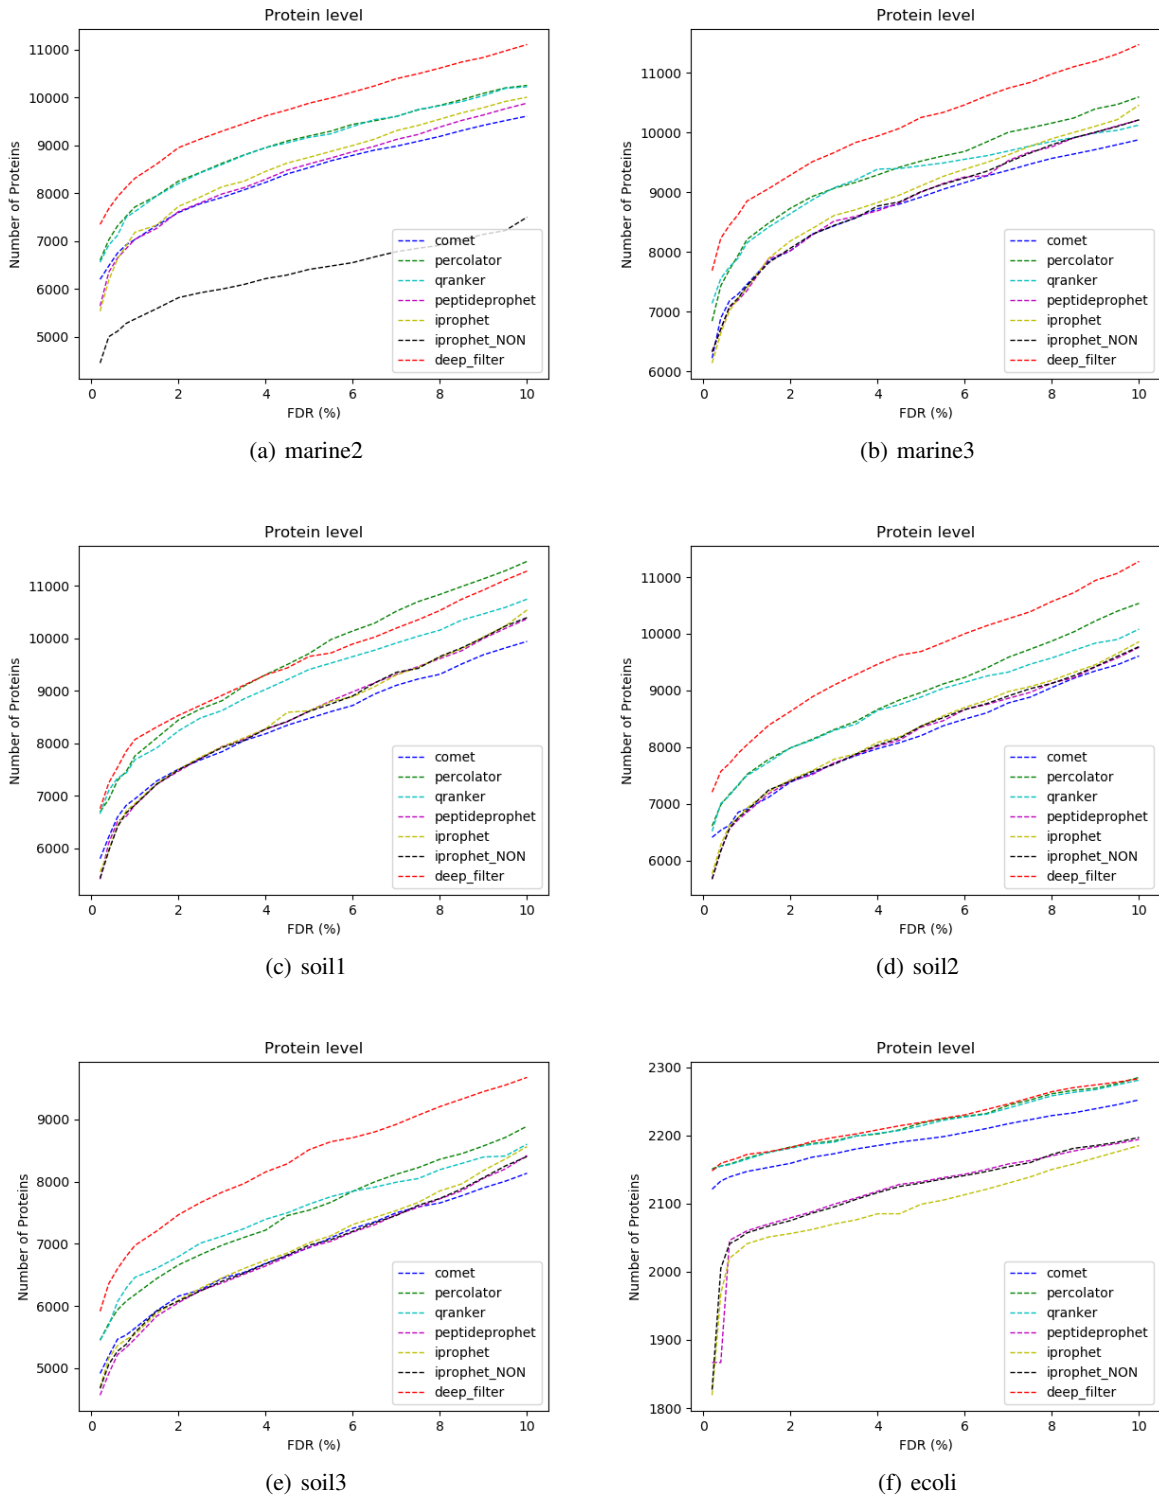 Protein level
Number of Proteins
11000
10000
9000
8000
7000
6000
5000
comet
percolator
qranker
peptideprophet
iprophet
iprophet_NON
deep_filter
0 2 4 6 8 10
FDR (%)
(a) marine2
Protein level
Number of Proteins
11000
10000
9000
8000
7000
6000
comet
percolator
qranker
peptideprophet
iprophet
iprophet_NON
deep_filter
0 2 4 6 8 10
FDR (%)
(b) marine3
Protein level
Number of Proteins
11000
10000
9000
8000
7000
6000
comet
percolator
qranker
peptideprophet
iprophet
iprophet_NON
deep_filter
0 2 4 6 8 10
FDR (%)
(c) soil1
Protein level
Number of Proteins
11000
10000
9000
8000
7000
6000
comet
percolator
qranker
peptideprophet
iprophet
iprophet_NON
deep_filter
0 2 4 6 8 10
FDR (%)
(d) soil2
Protein level
Number of Proteins
9000
8000
7000
6000
5000
comet
percolator
qranker
peptideprophet
iprophet
iprophet_NON
deep_filter
0 2 4 6 8 10
FDR (%)
(e) soil3
Protein level
Number of Proteins
2300
2200
2100
2000
1900
1800
comet
percolator
qranker
peptideprophet
iprophet
iprophet_NON
deep_filter
0 2 4 6 8 10
FDR (%)
(f) ecoli